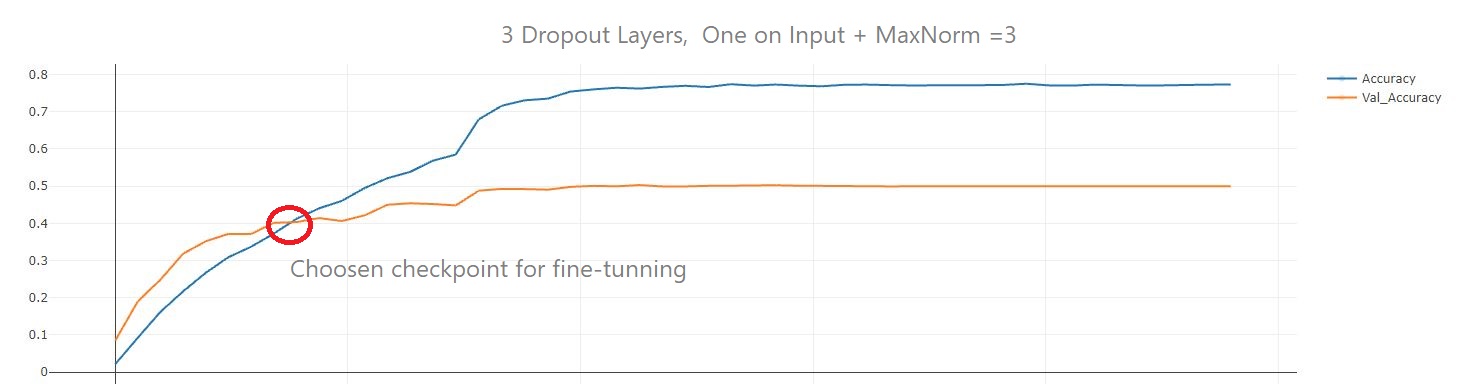 3 Dropout Layers, One on Input + MaxNorm =3
0.8
0.7
0.6
0.5
0.4
0.3
0.2
0.1
0
Accuracy
Val_Accuracy
Choosen checkpoint for fine-tunning